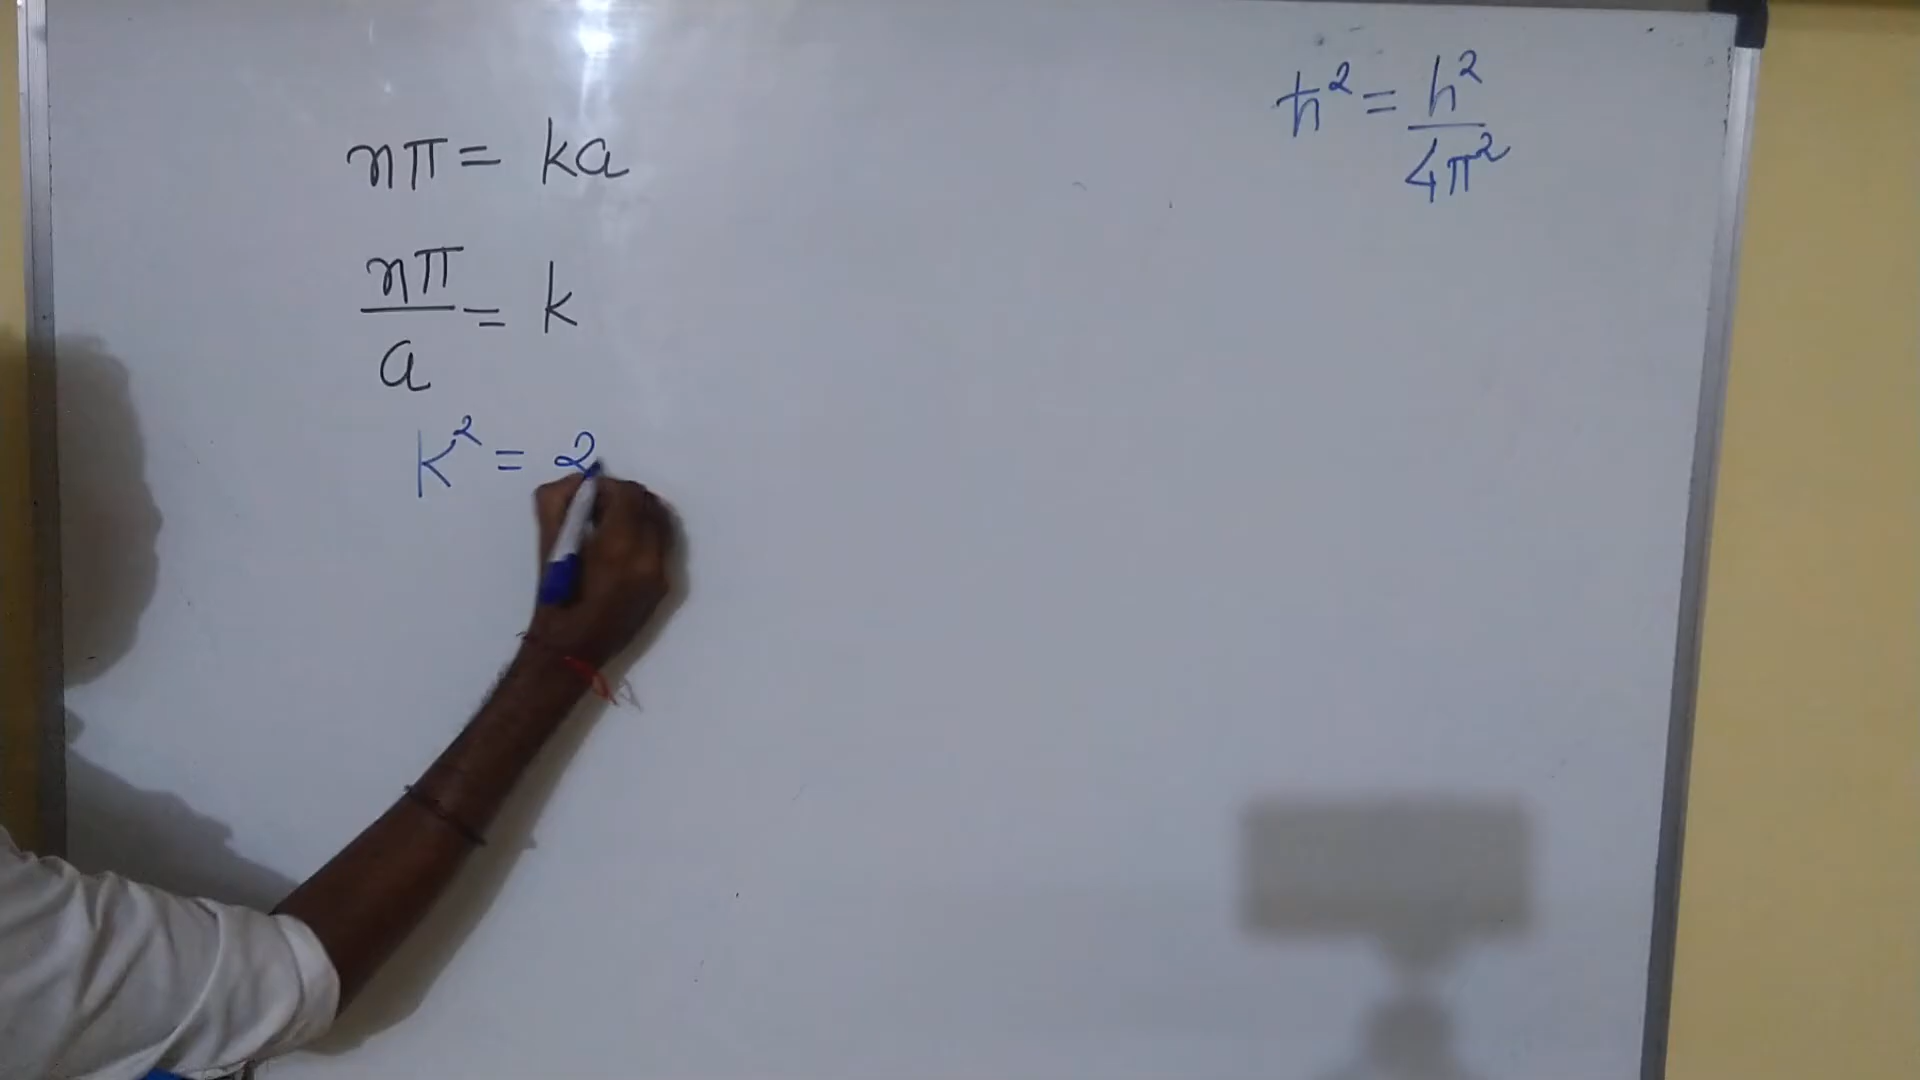 nπ = ka
nπ/a = k
K² = 2
ħ² = h²/4π²